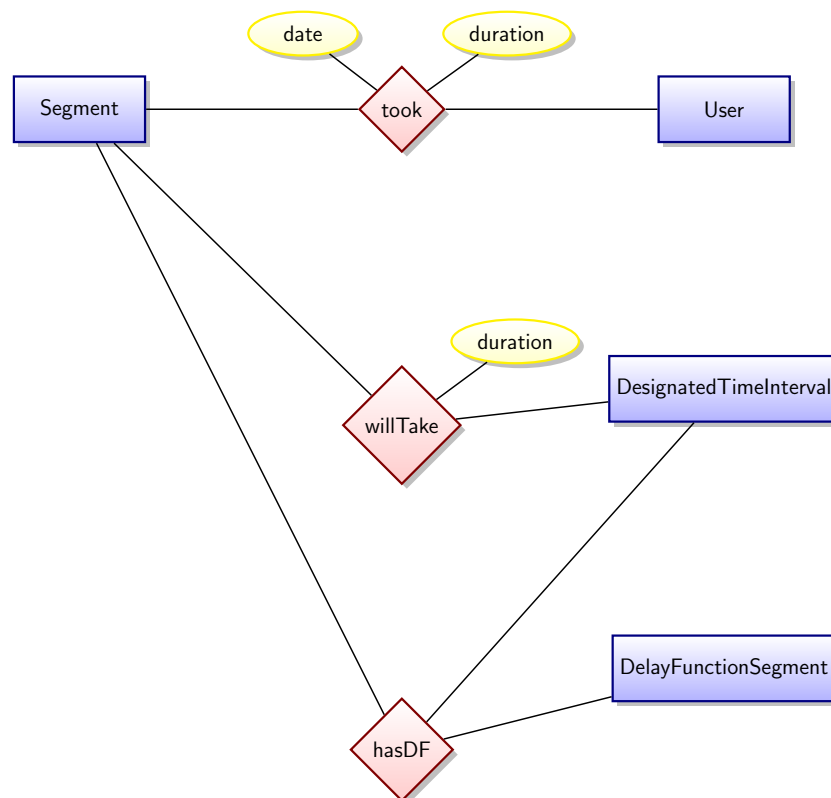 date
duration
Segment
took
User
duration
DesignatedTimeInterval
willTake
DelayFunctionSegment
hasDF